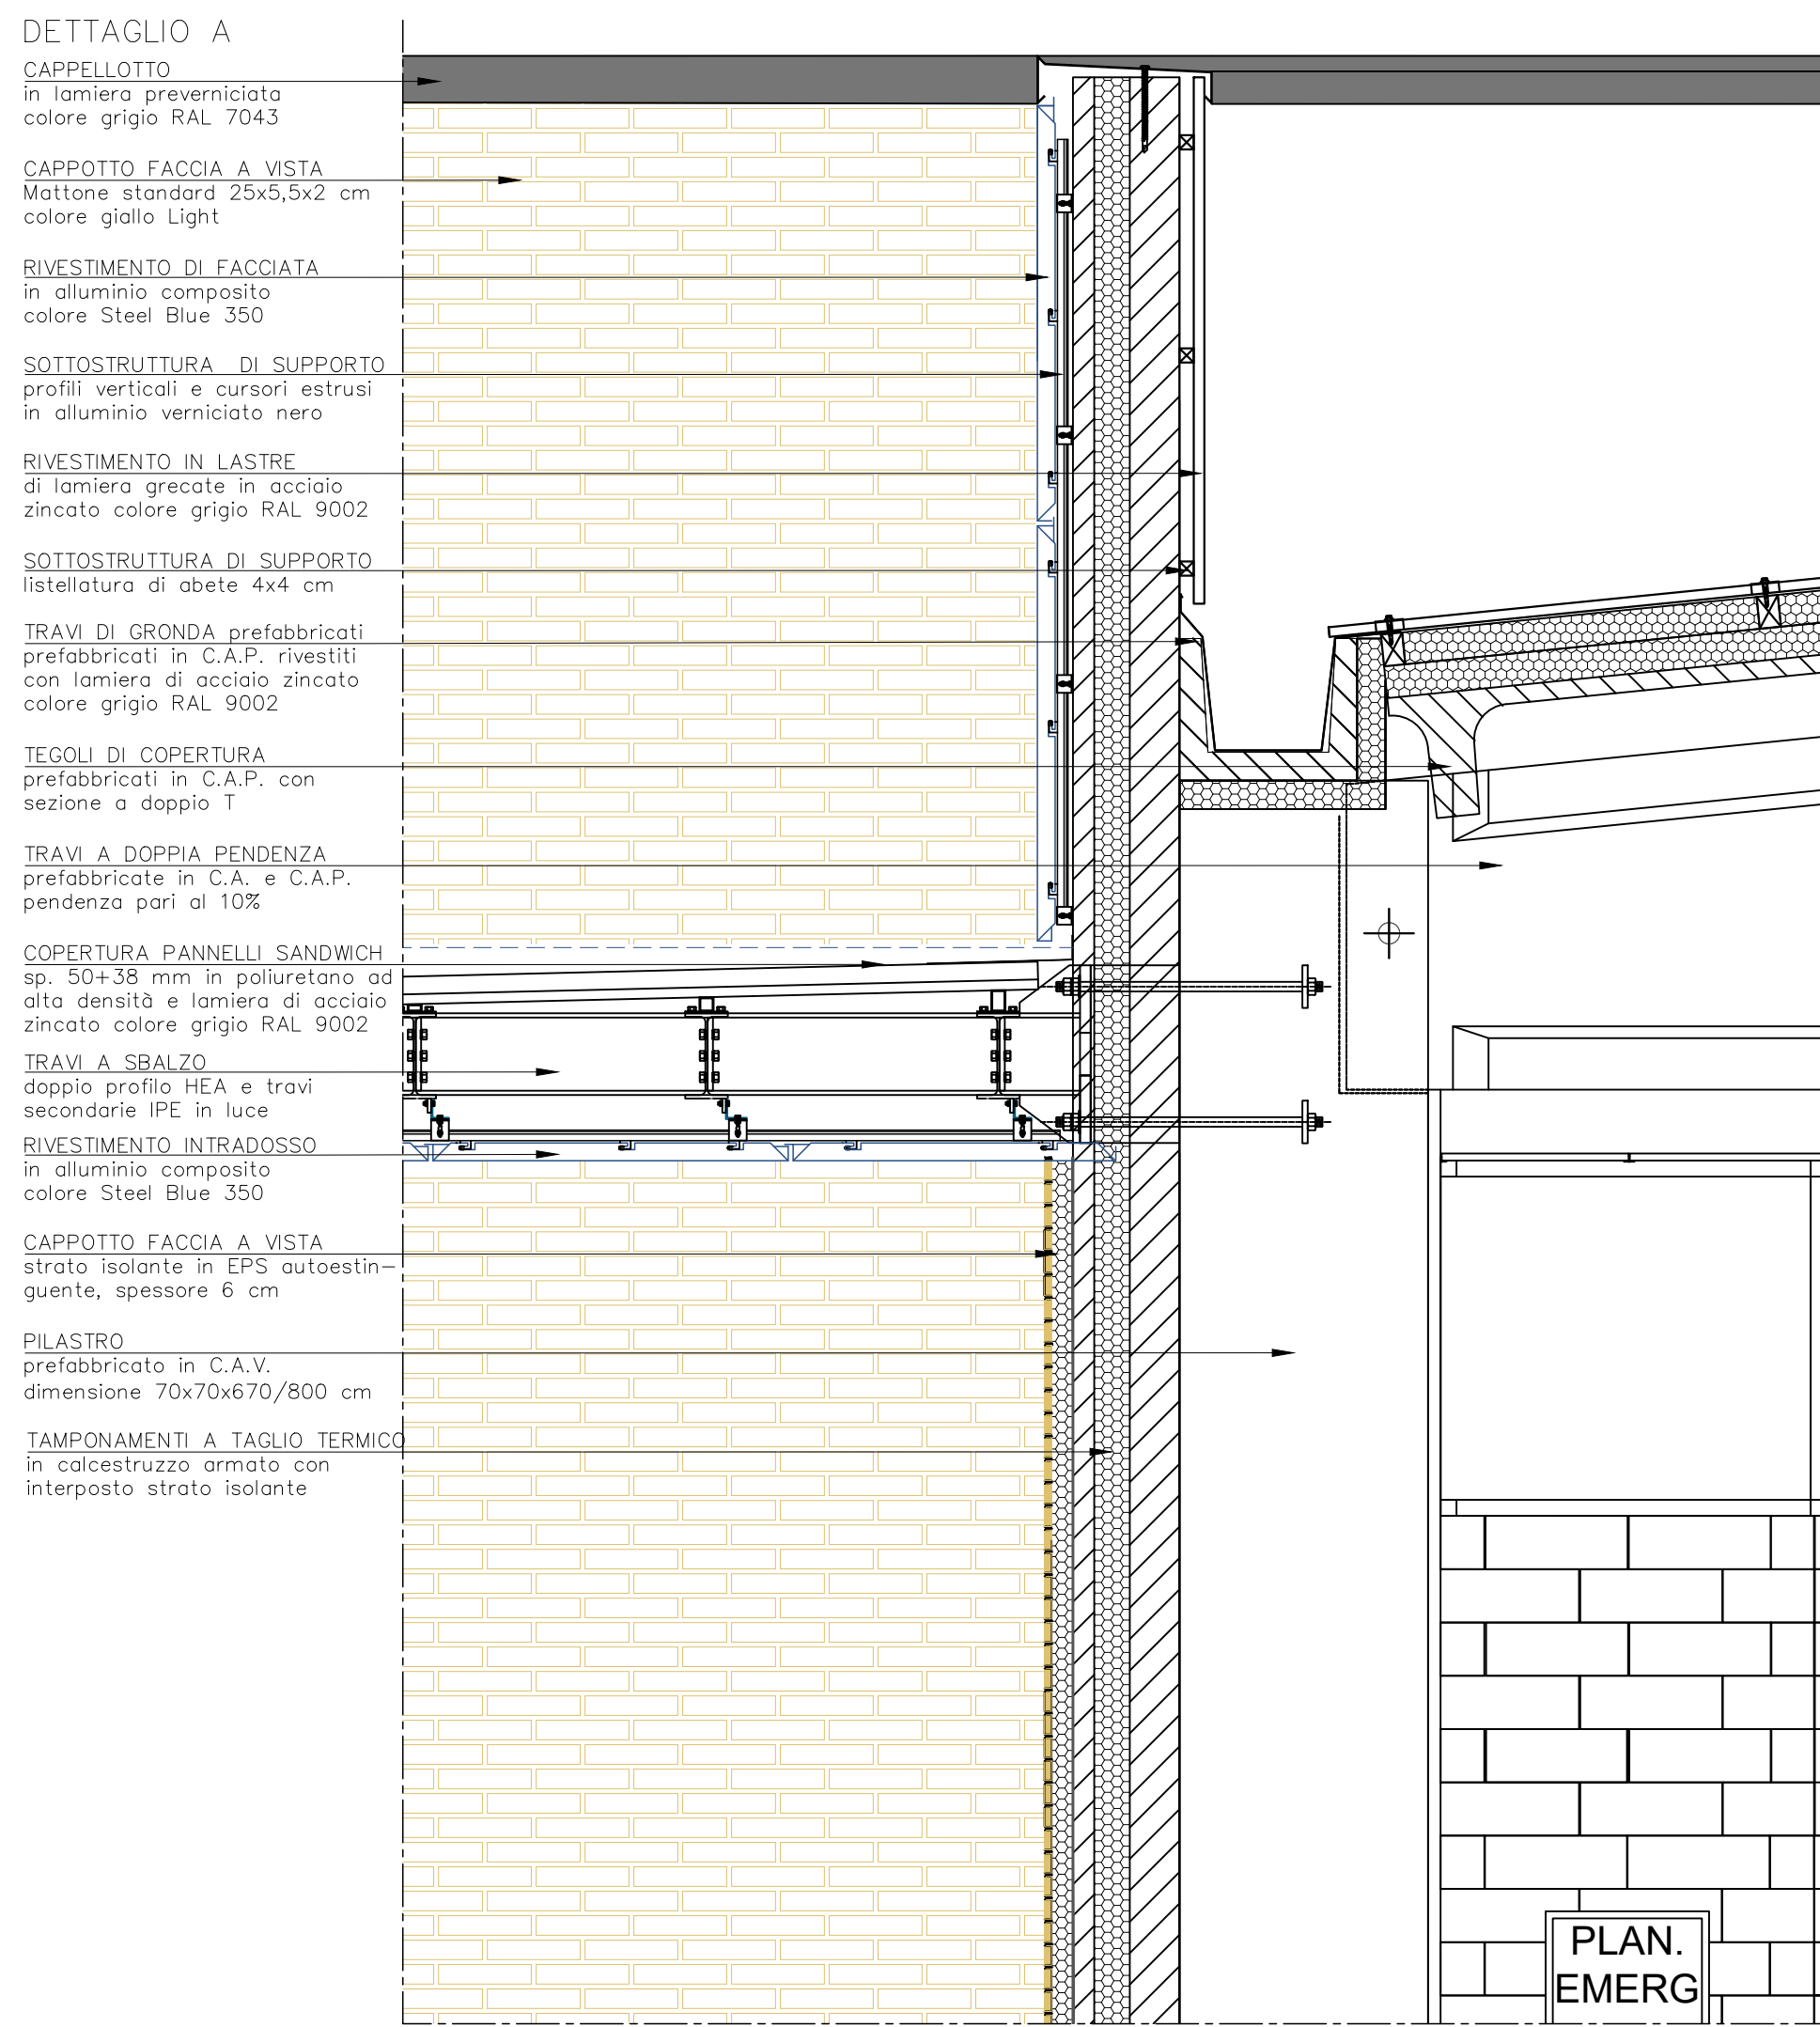 DETTAGLIO A
CAPPELLOTTO
in lamiera preverniciata
colore grigio RAL 7043
CAPPOTTO FACCIA A VISTA
Mattone standard 25x5,5x2 cm
colore giallo Light
RIVESTIMENTO DI FACCIATA
in alluminio composito
colore Steel Blue 350
SOTTOSTRUTTURA DI SUPPORTO
profili verticali e cursori estrusi
in alluminio verniciato nero
RIVESTIMENTO IN LASTRE
di lamiera grecate in acciaio
zincato colore grigio RAL 9002
SOTTOSTRUTTURA DI SUPPORTO
listellatura di abete 4x4 cm
TRAVI DI GRONDA prefabbricati
prefabbricati in C.A.P. rivestiti
con lamiera di acciaio zincato
colore grigio RAL 9002
TEGOLI DI COPERTURA
prefabbricati in C.A.P. con
sezione a doppio T
TRAVI A DOPPIA PENDENZA
prefabbricate in C.A. e C.A.P.
pendenza pari al 10%
COPERTURA PANNELLI SANDWICH
sp. 50+38 mm in poliuretano ad
alta densità e lamiera di acciaio
zincato colore grigio RAL 9002
TRAVI A SBALZO
doppio profilo HEA e travi
secondarie IPE in luce
RIVESTIMENTO INTRADOSSO
in alluminio composito
colore Steel Blue 350
CAPPOTTO FACCIA A VISTA
strato isolante in EPS autoestin-
guente, spessore 6 cm
PILASTRO
prefabbricato in C.A.V.
dimensione 70x70x670/800 cm
TAMPONAMENTI A TAGLIO TERMICO
in calcestruzzo armato con
interposto strato isolante
PLAN.
EMERG